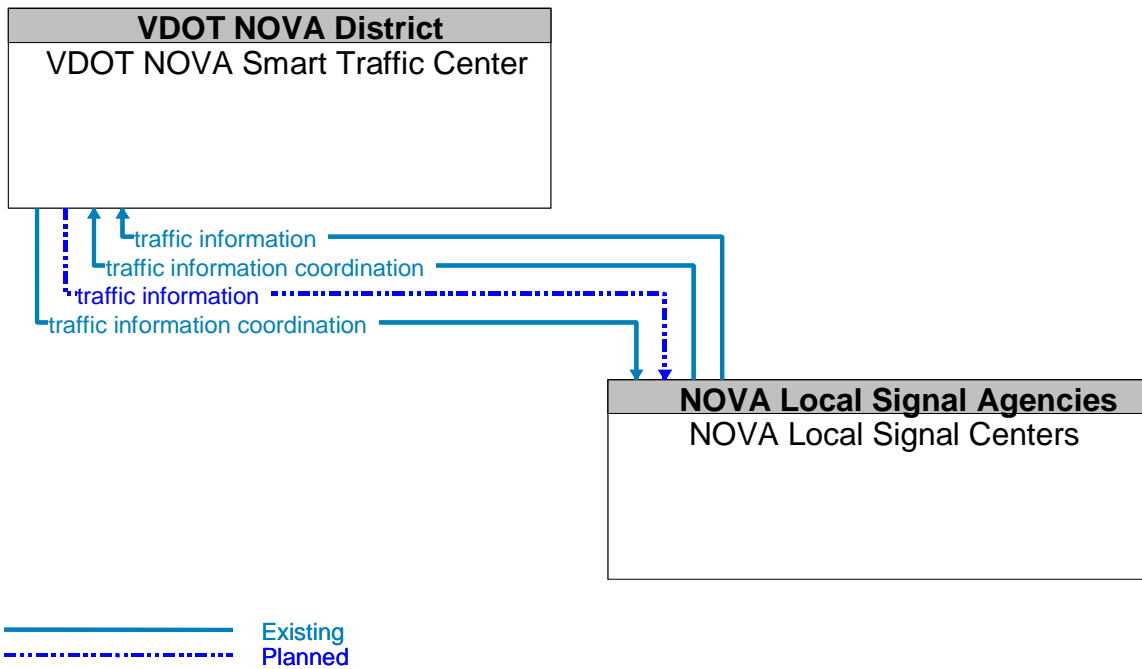 VDOT NOVA District
VDOT NOVA Smart Traffic Center
traffic information
traffic information coordination
traffic information
traffic information coordination
NOVA Local Signal Agencies
NOVA Local Signal Centers
Existing
Planned